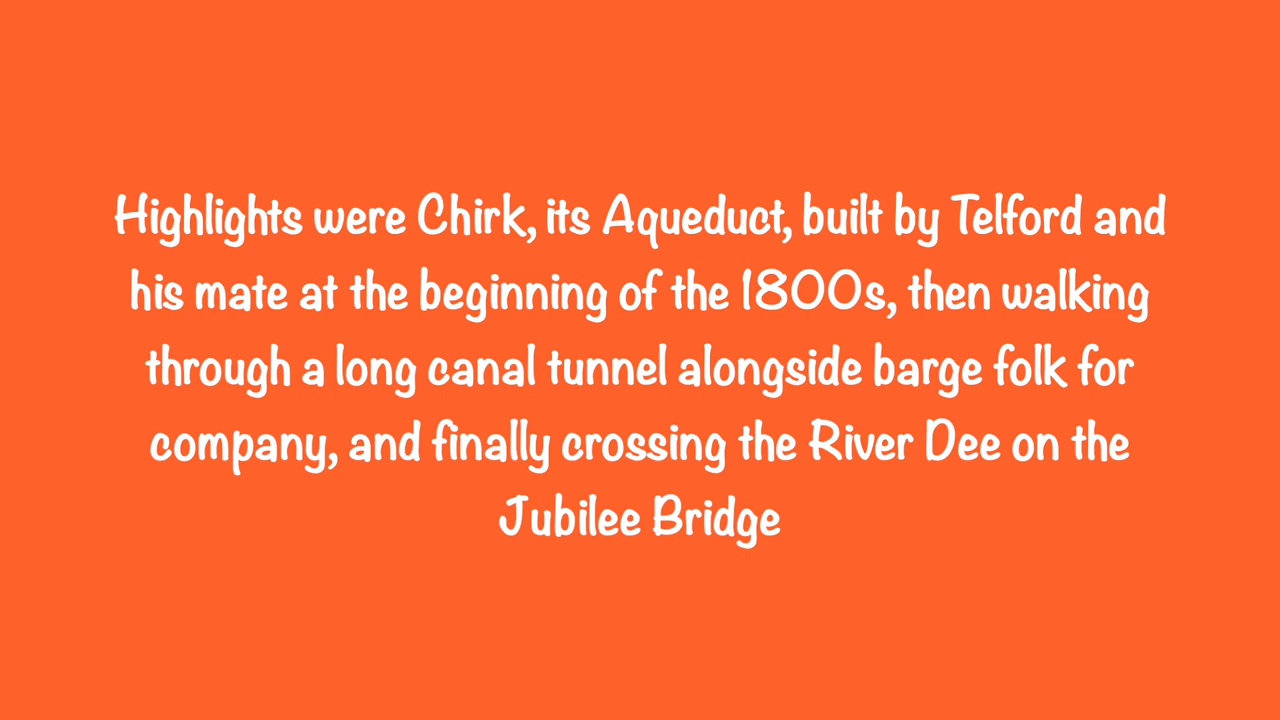 Highlights were Chirk, its Aqueduct, built by Telford and
his mate at the beginning of the 1800s, then walking
through a long canal tunnel alongside barge folk for
company, and finally crossing the River Dee on the
Jubilee Bridge